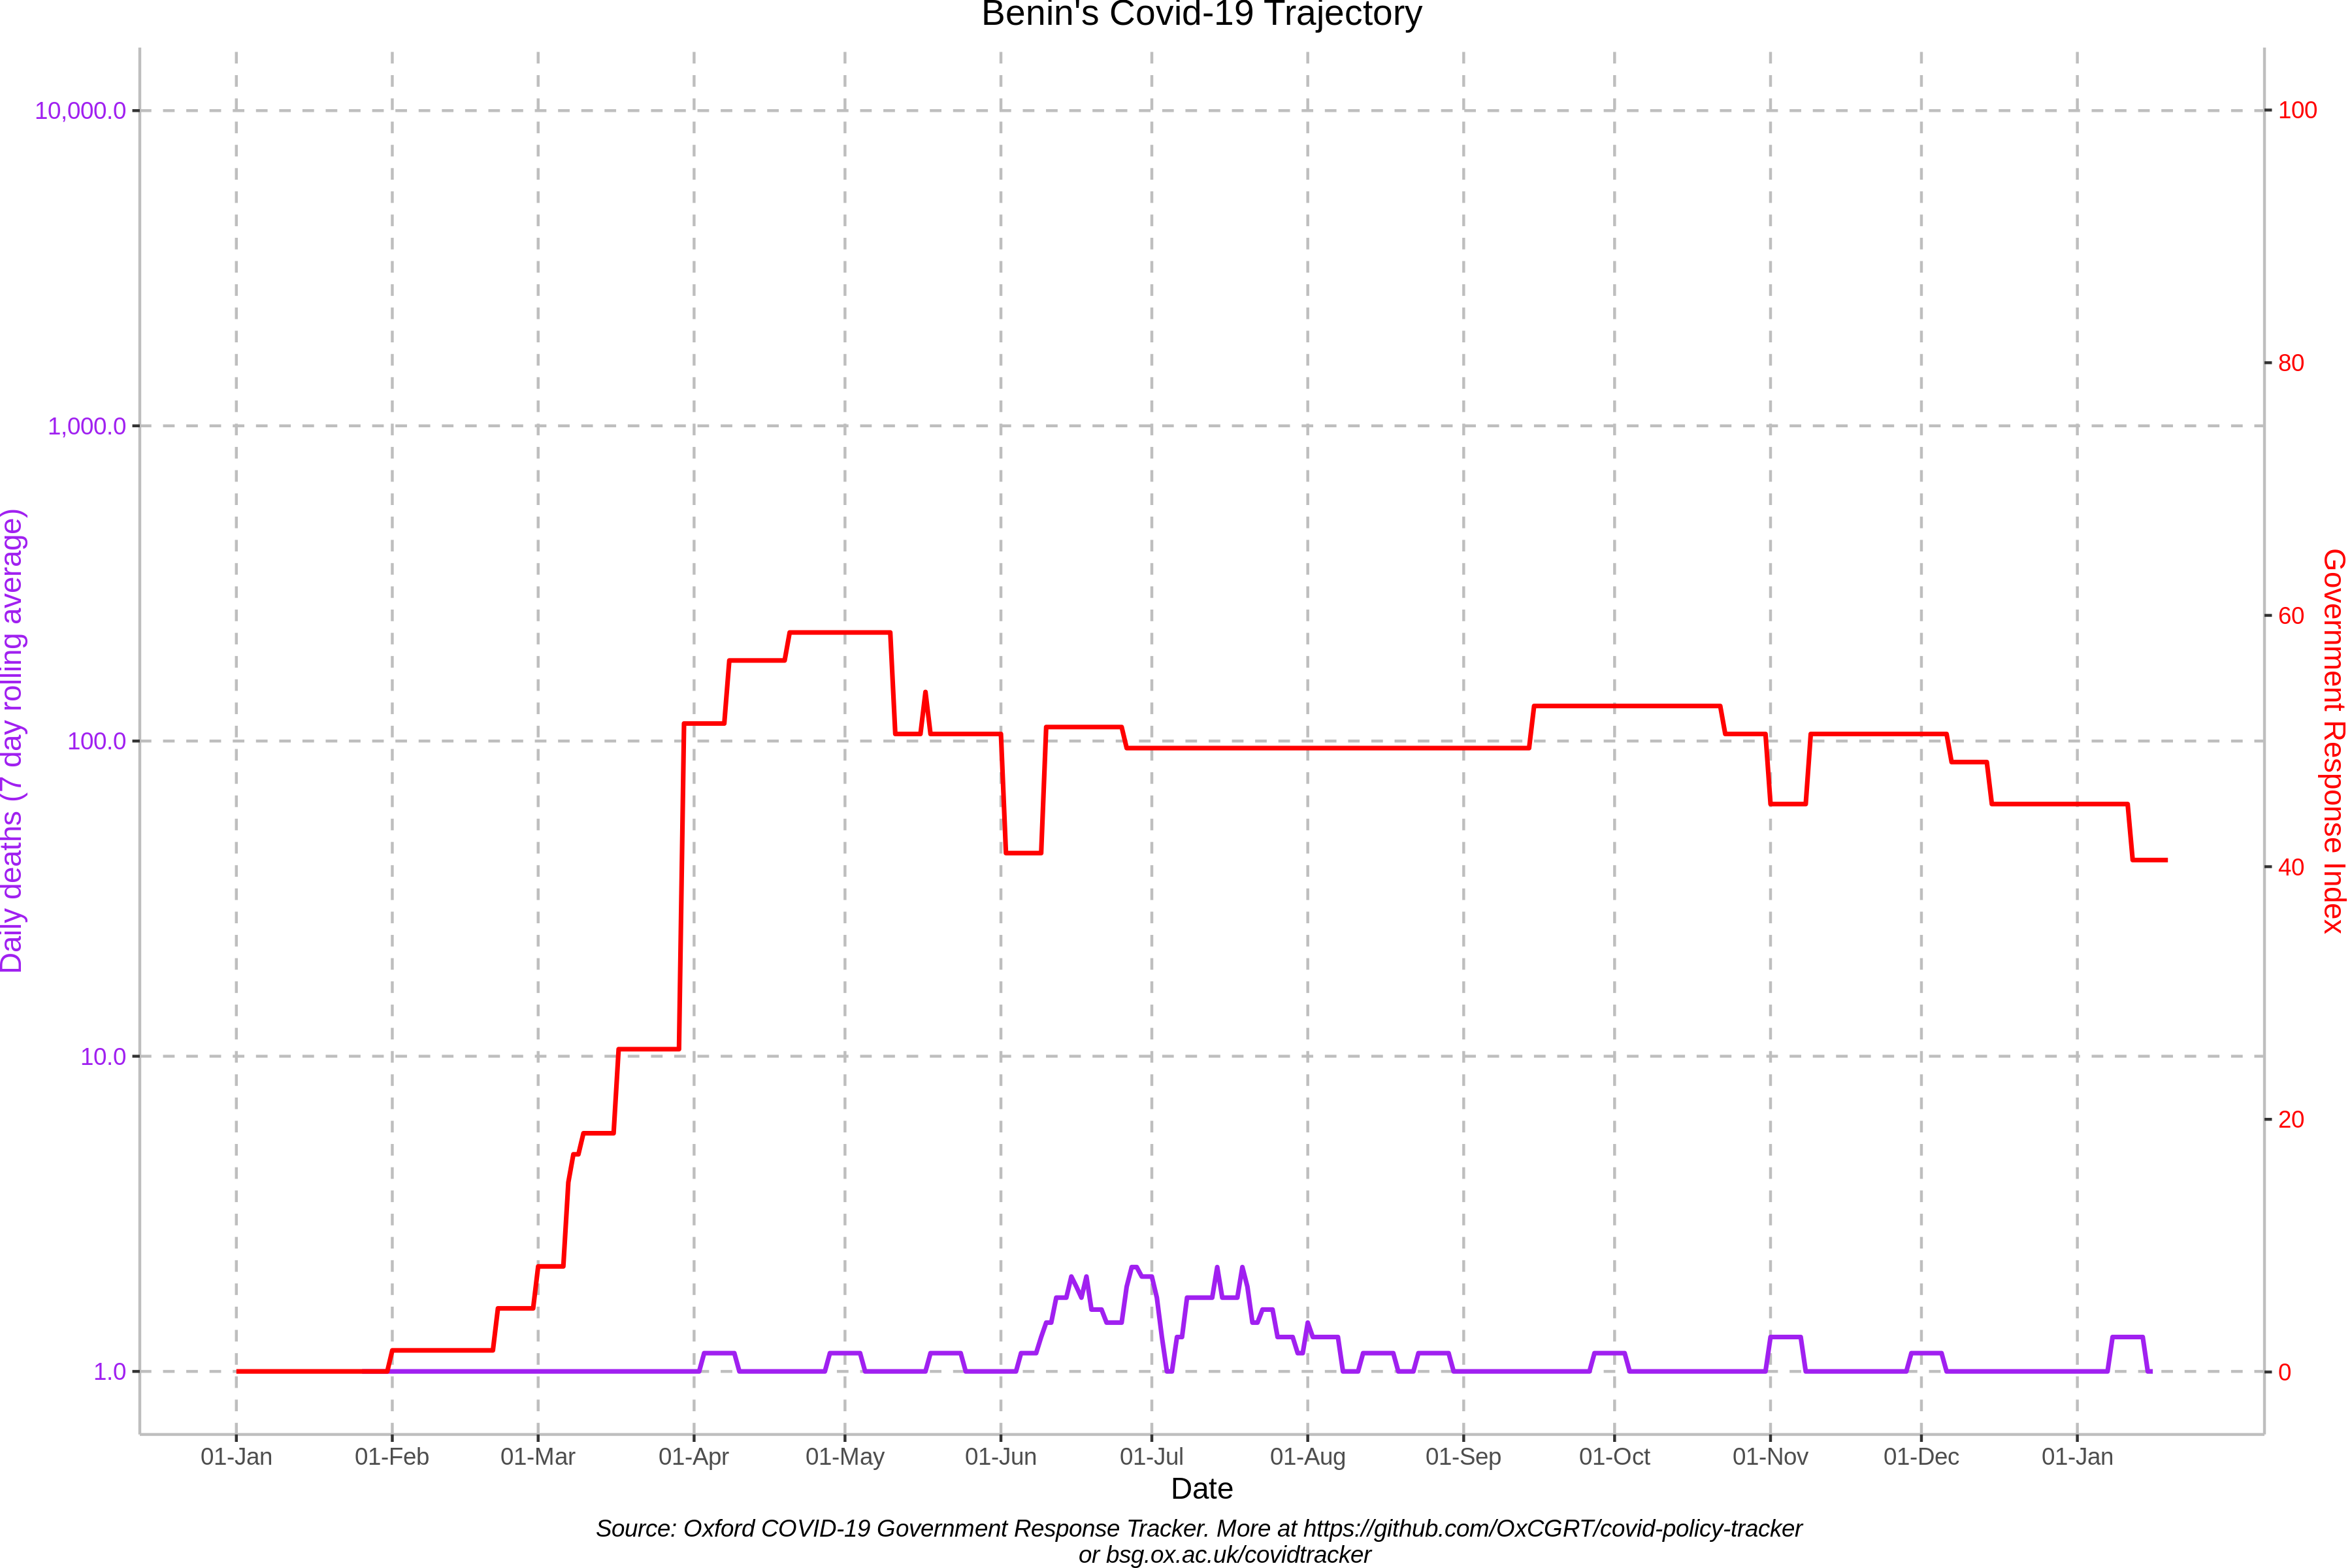 Benin's Covid-19 Trajectory
10,000.0
1,000.0
100.0
10.0
1.0
Daily deaths (7 day rolling average)
100
80
60
40
20
0
Government Response Index
01-Jan 01-Feb 01-Mar 01-Apr 01-May 01-Jun 01-Jul 01-Aug 01-Sep 01-Oct 01-Nov 01-Dec 01-Jan
Date
Source: Oxford COVID-19 Government Response Tracker. More at https://github.com/OxCGRT/covid-policy-tracker
or bsg.ox.ac.uk/covidtracker